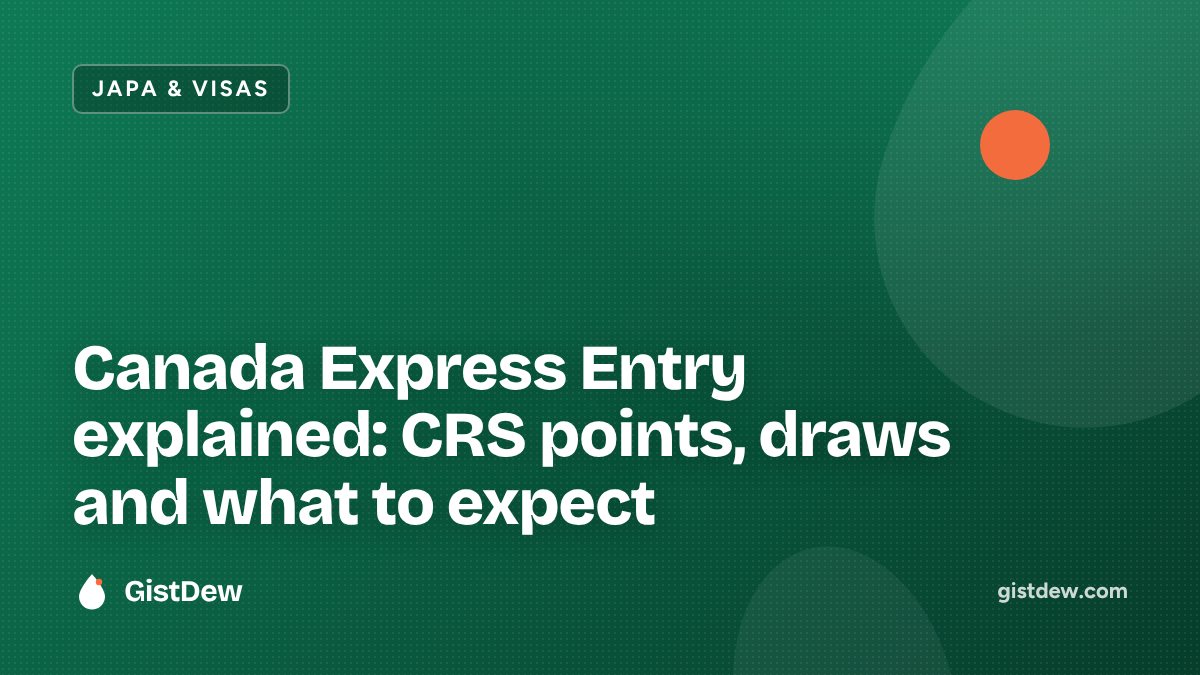 JAPA & VISAS
Canada Express Entry
explained: CRS points, draws
and what to expect
GistDew
gistdew.com